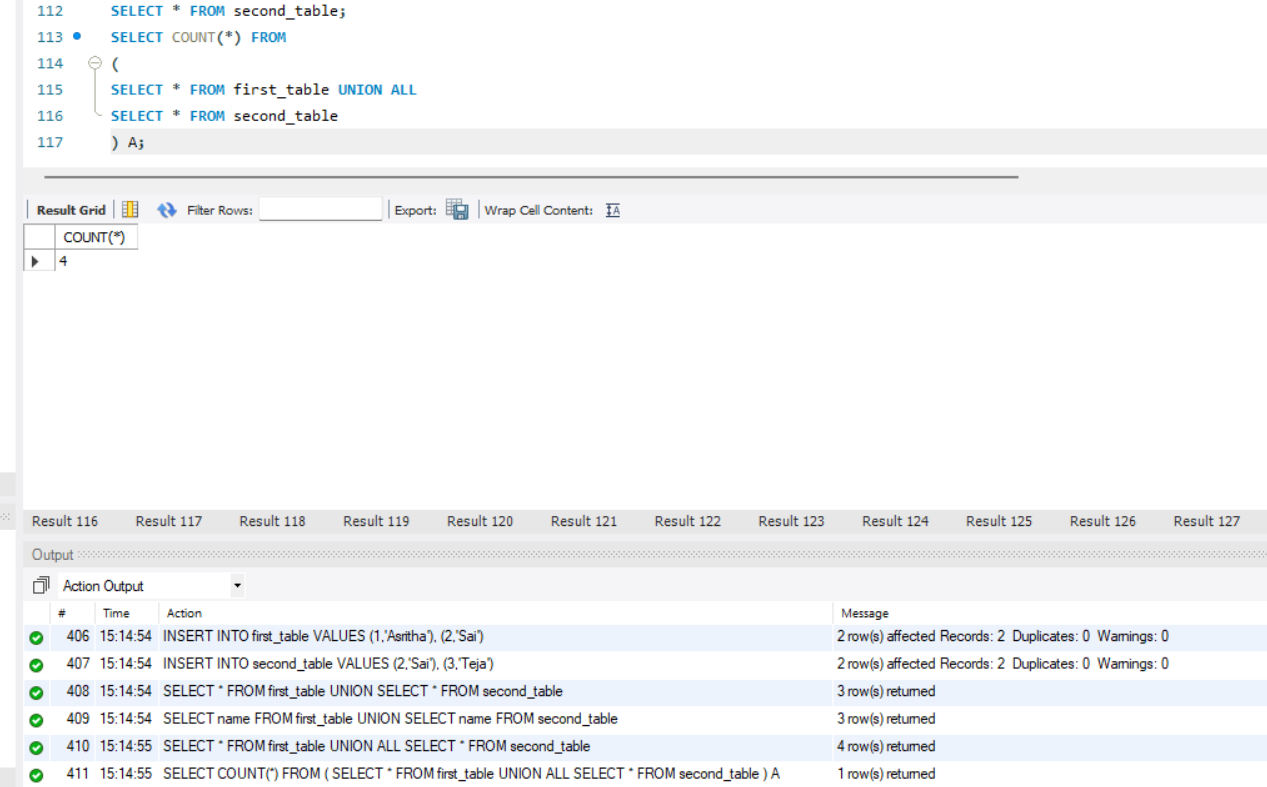 112 SELECT * FROM second_table;
113 SELECT COUNT(*) FROM
114 (
115 SELECT * FROM first_table UNION ALL
116 SELECT * FROM second_table
117 ) A;
Result Grid Filter Rows: Export: Wrap Cell Content:
COUNT(*)
4
Result 116 Result 117 Result 118 Result 119 Result 120 Result 121 Result 122 Result 123 Result 124 Result 125 Result 126 Result 127
Output
Action Output
# Time Action Message
406 15:14:54 INSERT INTO first_table VALUES (1,'Asritha'), (2,'Sai') 2 row(s) affected Records: 2 Duplicates: 0 Warnings: 0
407 15:14:54 INSERT INTO second_table VALUES (2,'Sai'), (3,'Teja') 2 row(s) affected Records: 2 Duplicates: 0 Warnings: 0
408 15:14:54 SELECT * FROM first_table UNION SELECT * FROM second_table 3 row(s) returned
409 15:14:54 SELECT name FROM first_table UNION SELECT name FROM second_table 3 row(s) returned
410 15:14:55 SELECT * FROM first_table UNION ALL SELECT * FROM second_table 4 row(s) returned
411 15:14:55 SELECT COUNT(*) FROM ( SELECT * FROM first_table UNION ALL SELECT * FROM second_table ) A 1 row(s) returned